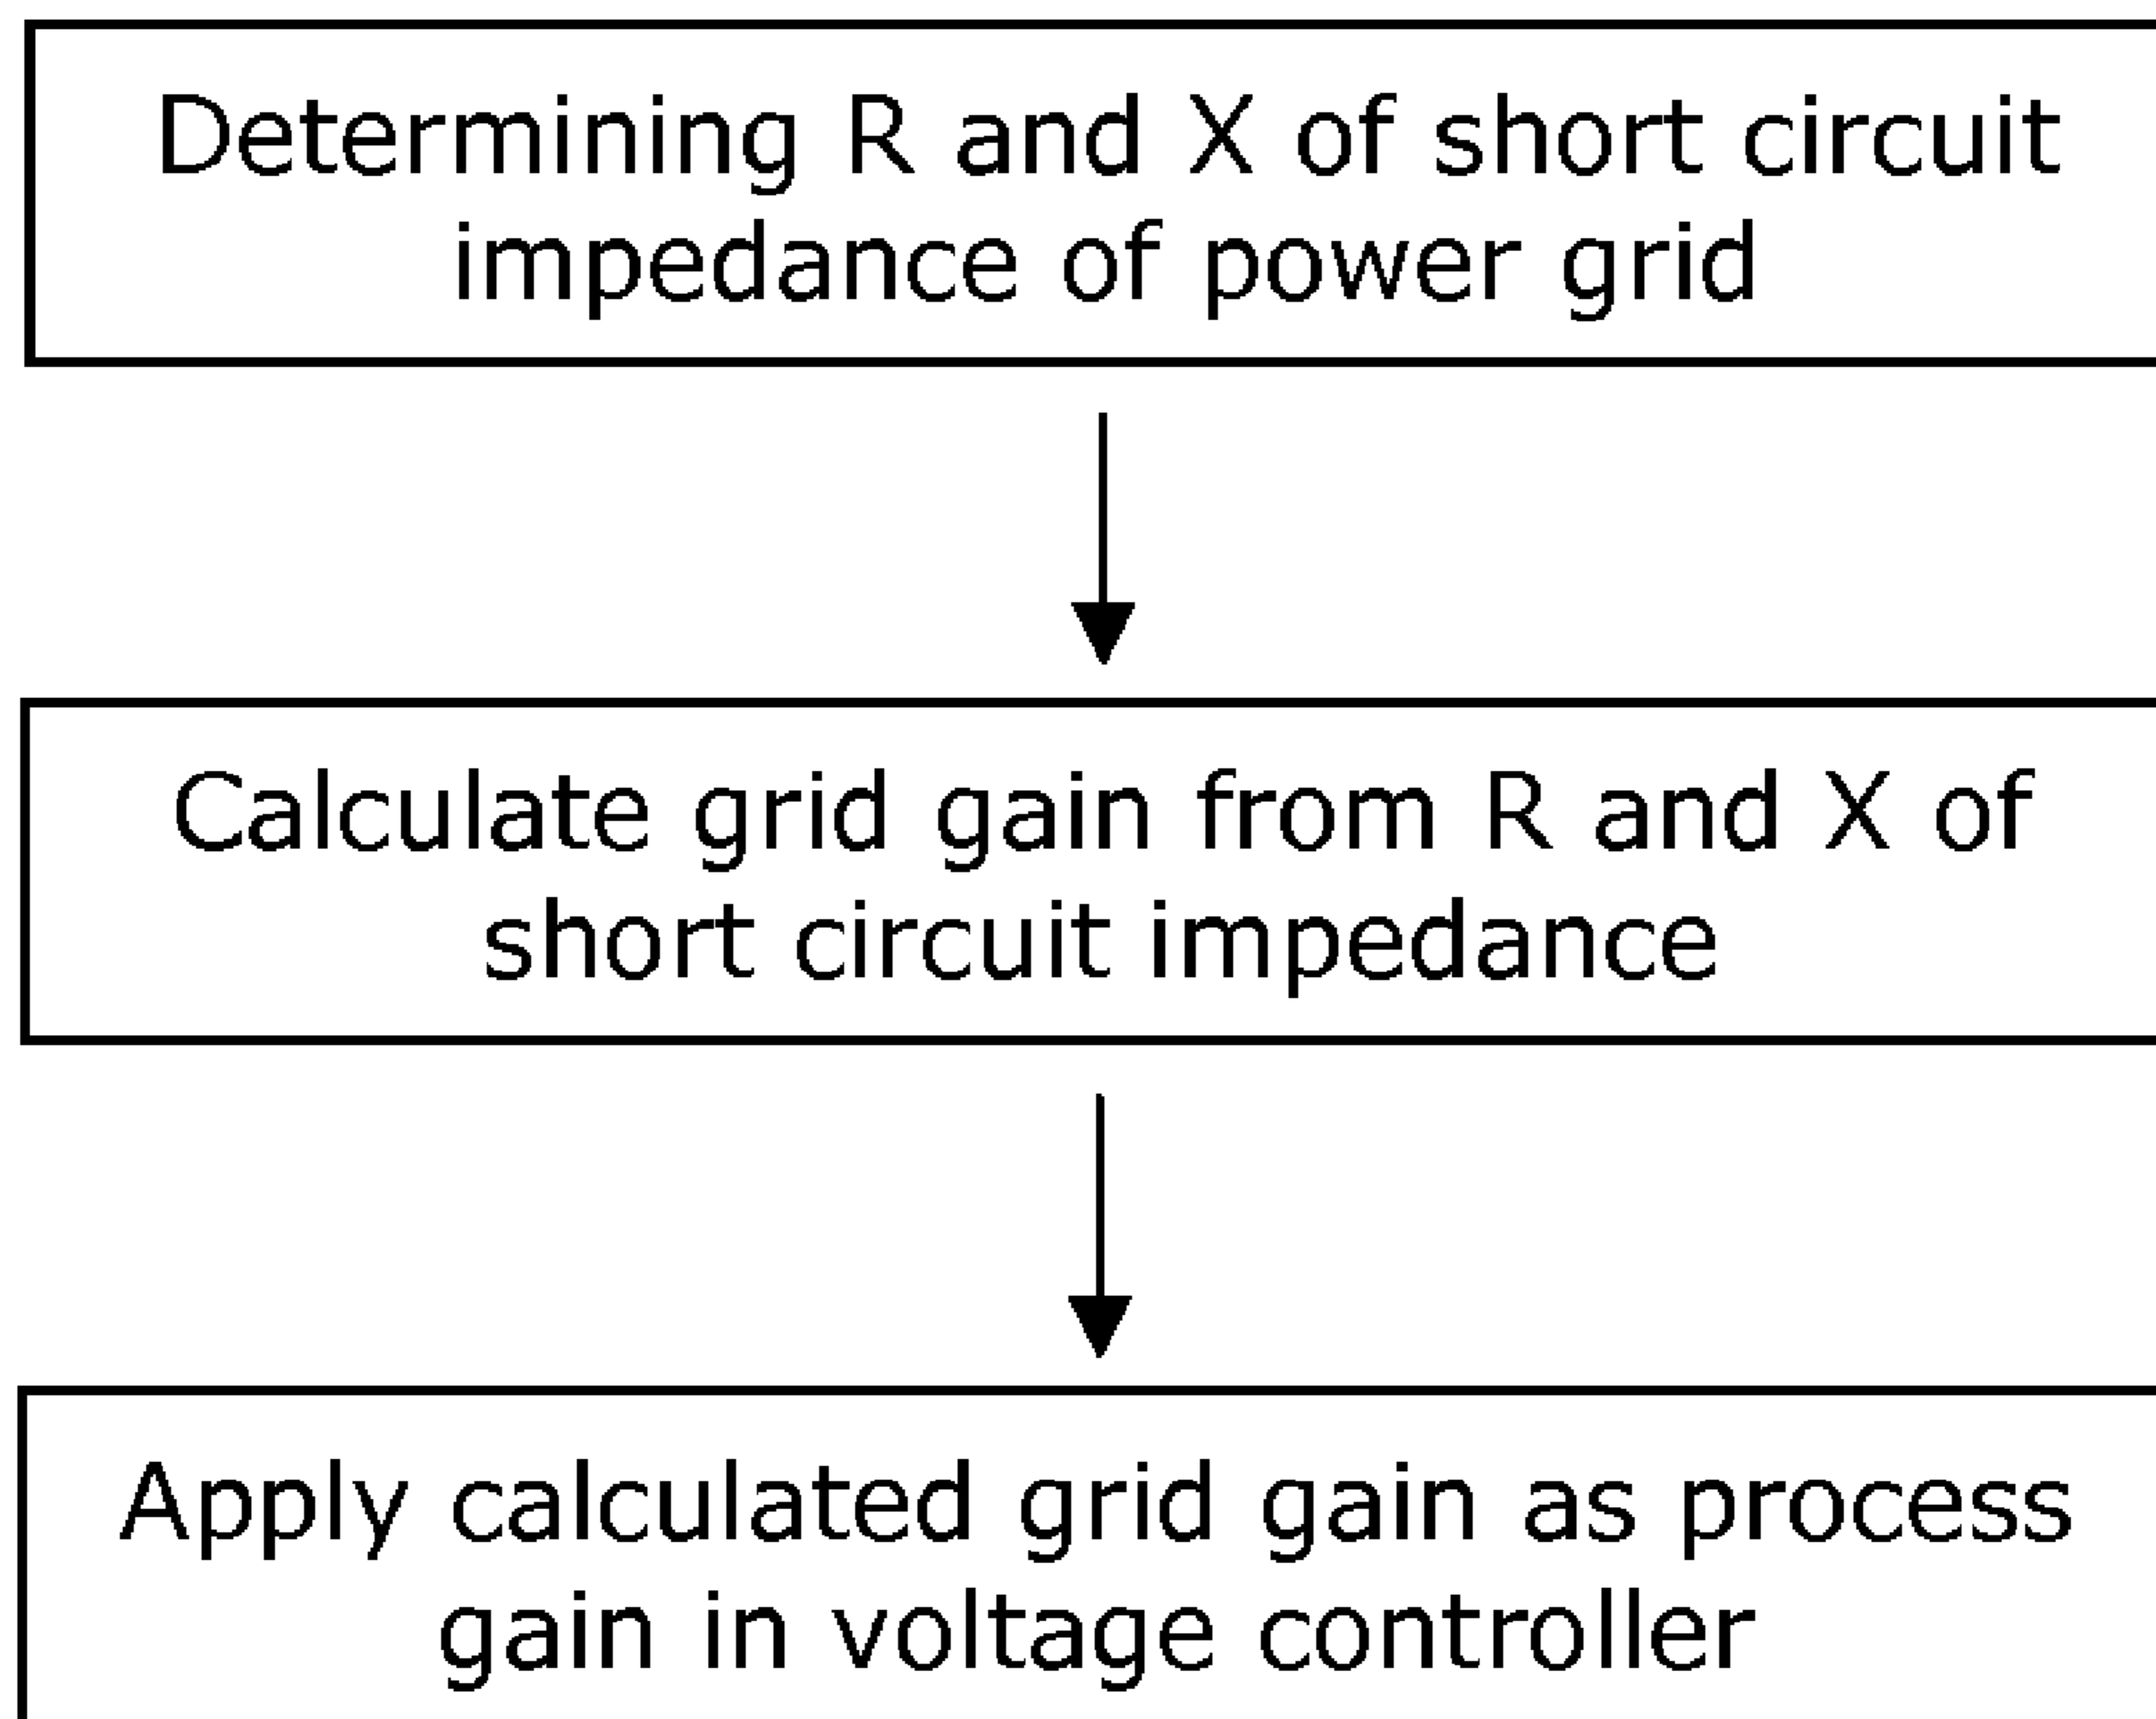 Determining R and X of short circuit
impedance of power grid
Calculate grid gain from R and X of
short circuit impedance
Apply calculated grid gain as process
gain in voltage controller